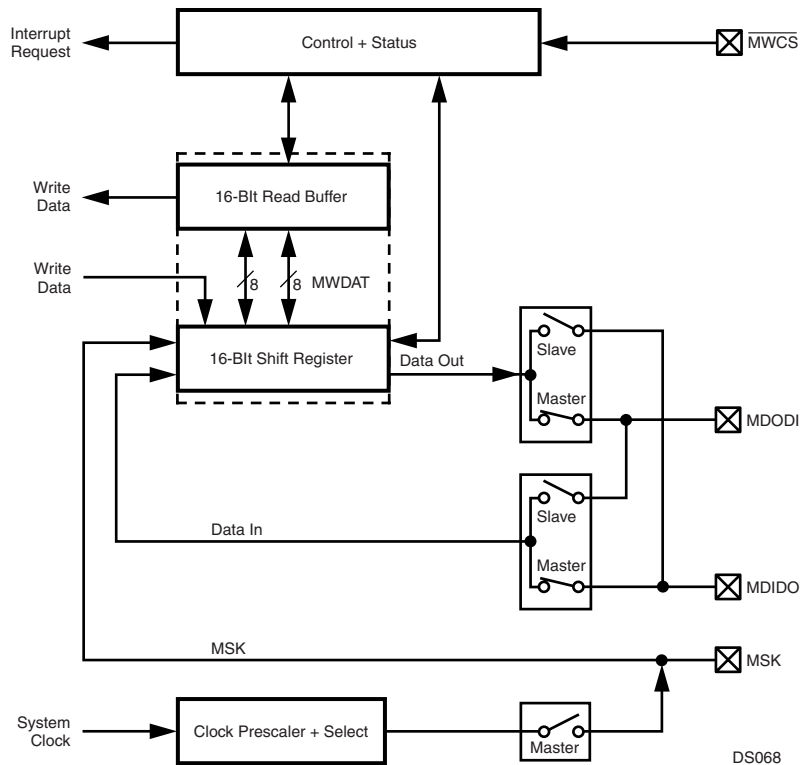 Interrupt
Request
Control + Status
MWCS
Write
Data
16-BIt Read Buffer
Write
Data
8
8
MWDAT
16-BIt Shift Register
Data Out
Slave
Master
MDODI
Slave
Data In
Master
MDIDO
MSK
MSK
System
Clock
Clock Prescaler + Select
Master
DS068